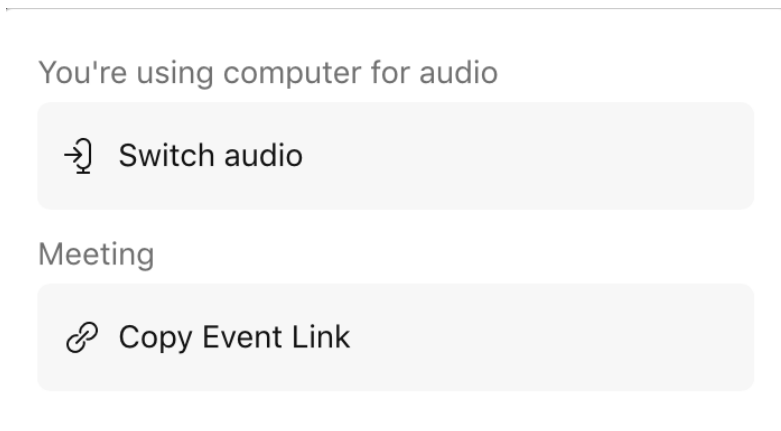 You're using computer for audio
Switch audio
Meeting
Copy Event Link